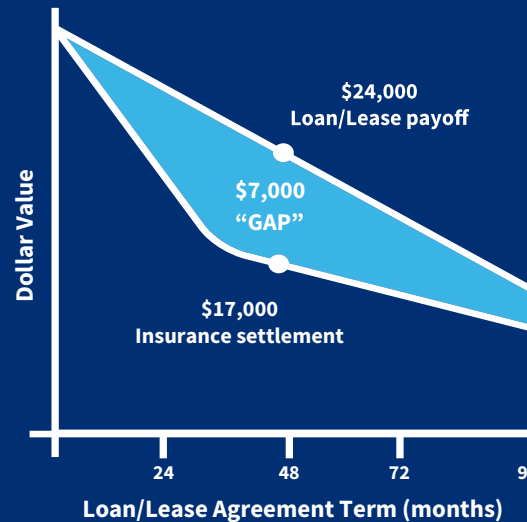 $24,000
Loan/Lease payoff
$7,000
“GAP”
$17,000
Insurance settlement
Dollar Value
24 48 72 9
Loan/Lease Agreement Term (months)